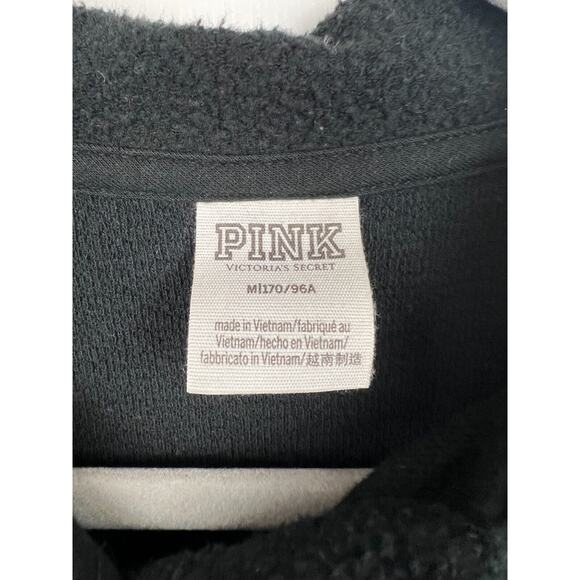 PINK
VICTORIA'S SECRET
M|170/96A
made in Vietnam/fabriqué au
Vietnam/hecho en Vietnam/
fabbricato in Vietnam/越南制造